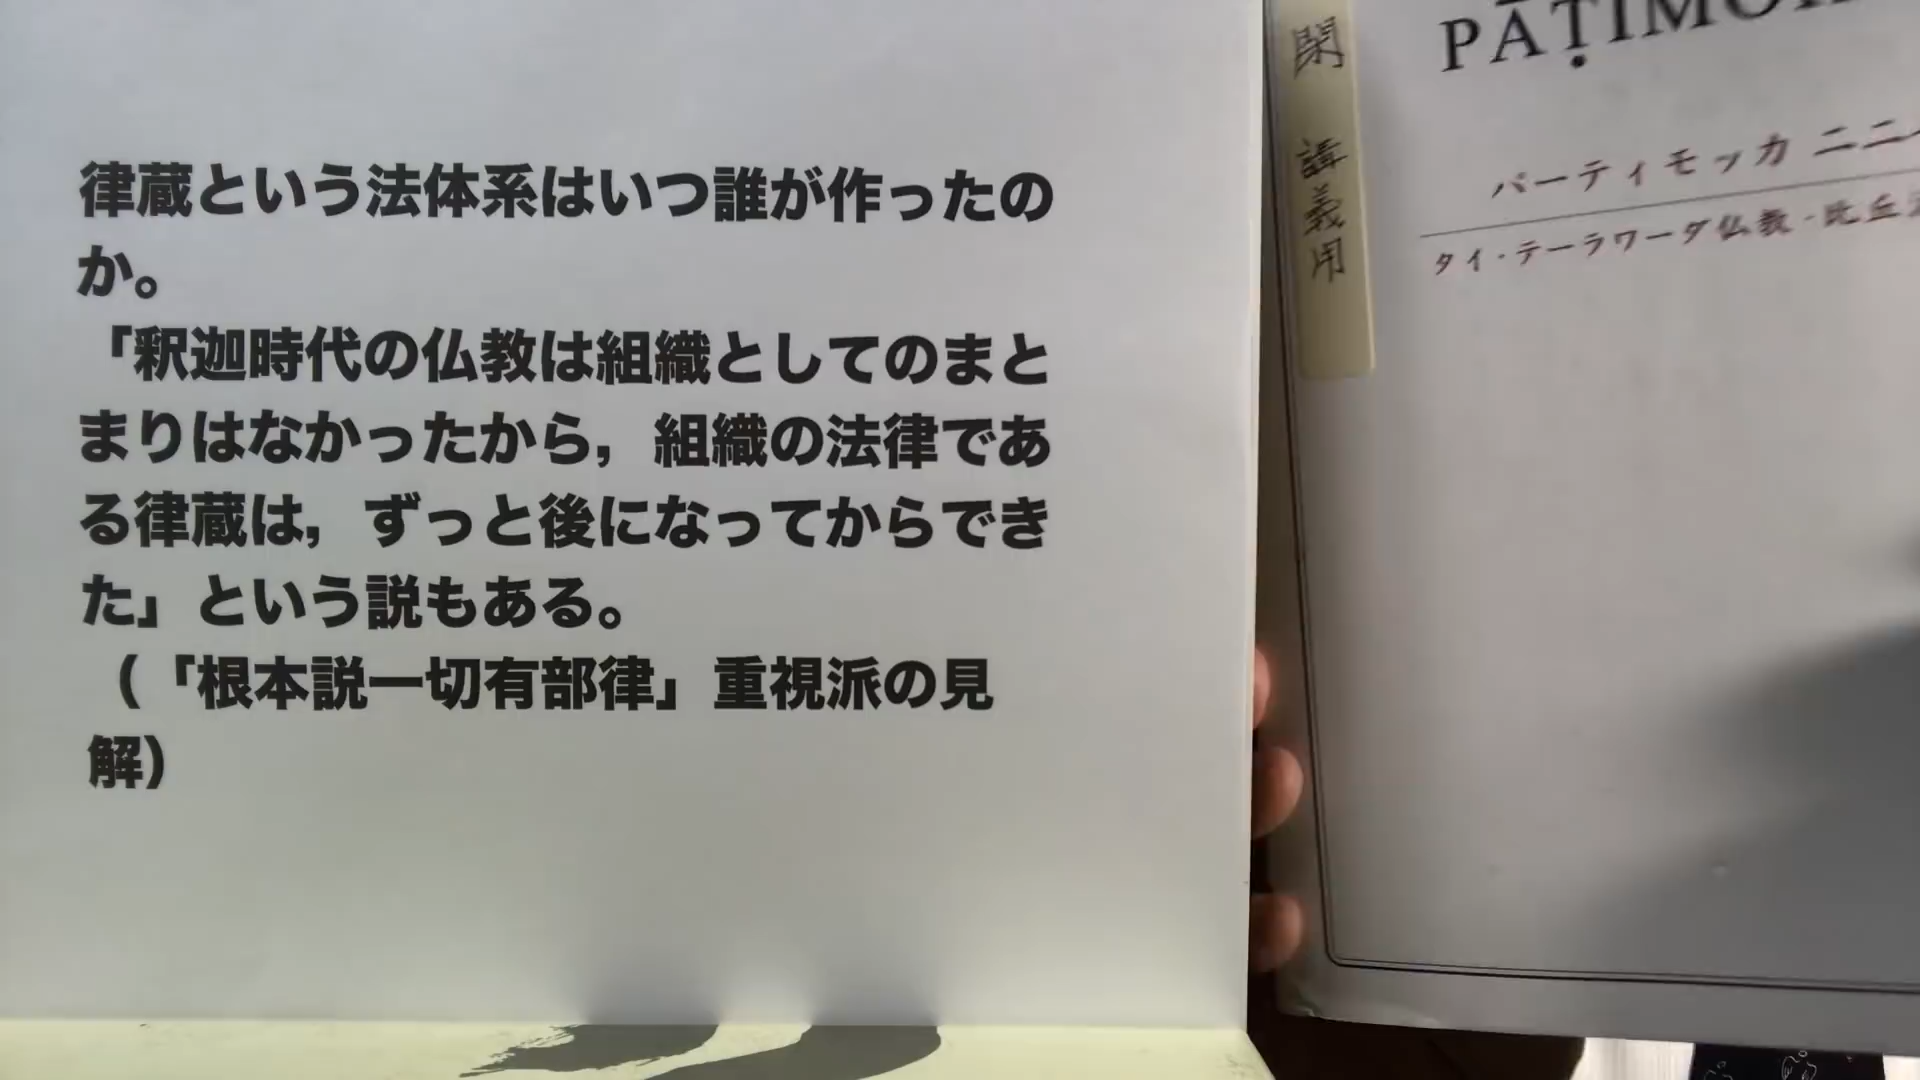 律蔵という法体系はいつ誰が作ったの
か。
「釈迦時代の仏教は組織としてのまと
まりはなかったから，組織の法律であ
る律蔵は，ずっと後になってからでき
た」という説もある。
（「根本説一切有部律」重視派の見
解）
講義用
PĀṬIMO
パーティモッカ 二二
タイ・テーラワーダ仏教・比丘